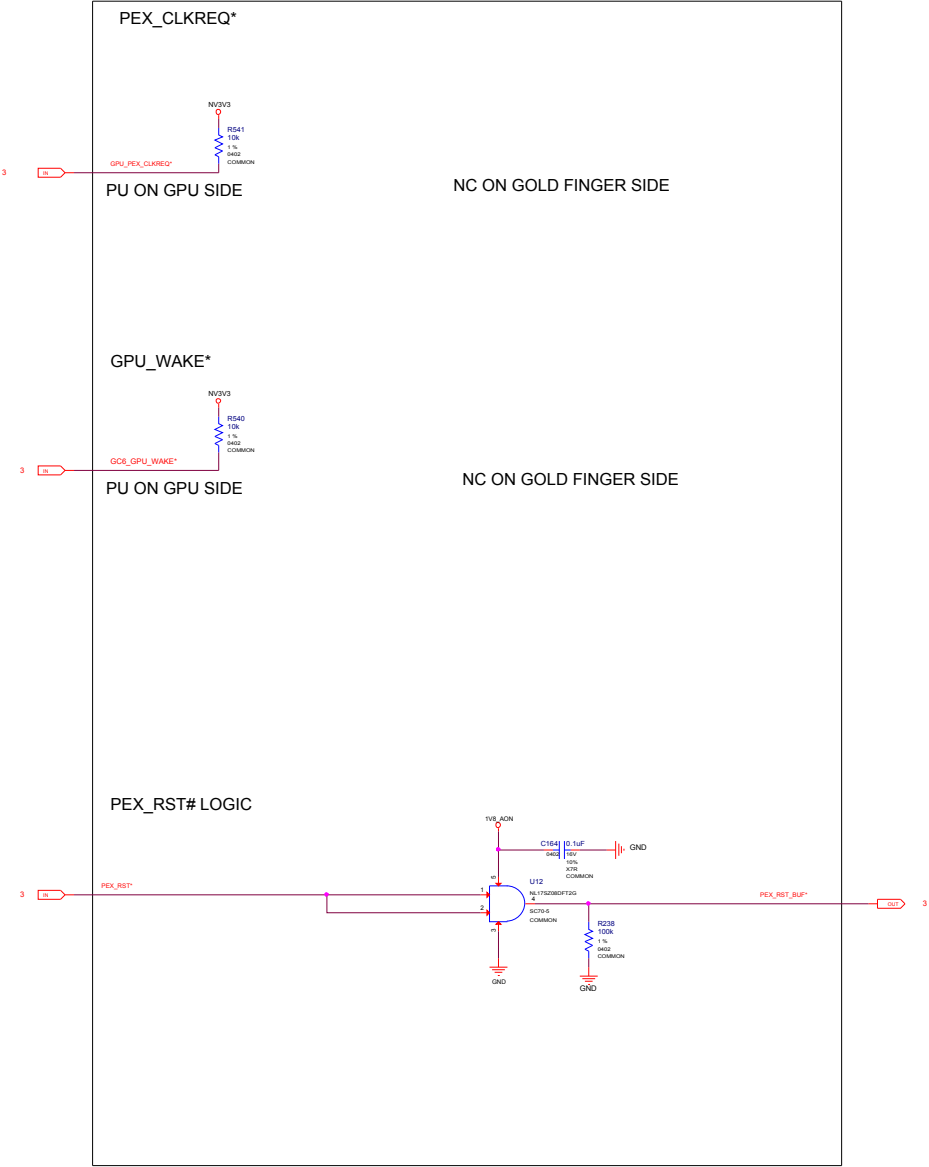 PEX_CLKREQ*
NV3V3
R541
10k
1 %
0402
COMMON
GPU_PEX_CLKREQ*
3
IN
PU ON GPU SIDE
NC ON GOLD FINGER SIDE
GPU_WAKE*
NV3V3
R540
10k
1 %
0402
COMMON
GC6_GPU_WAKE*
3
IN
PU ON GPU SIDE
NC ON GOLD FINGER SIDE
PEX_RST# LOGIC
1V8_AON
C164 0.1uF
0402 16V
10%
X7R
COMMON
GND
5
U12
NL17SZ08DFT2G
SC70-5
COMMON
PEX_RST*
3
IN
1
2
4
3
GND
PEX_RST_BUF*
OUT
3
R238
100k
1 %
0402
COMMON
GND